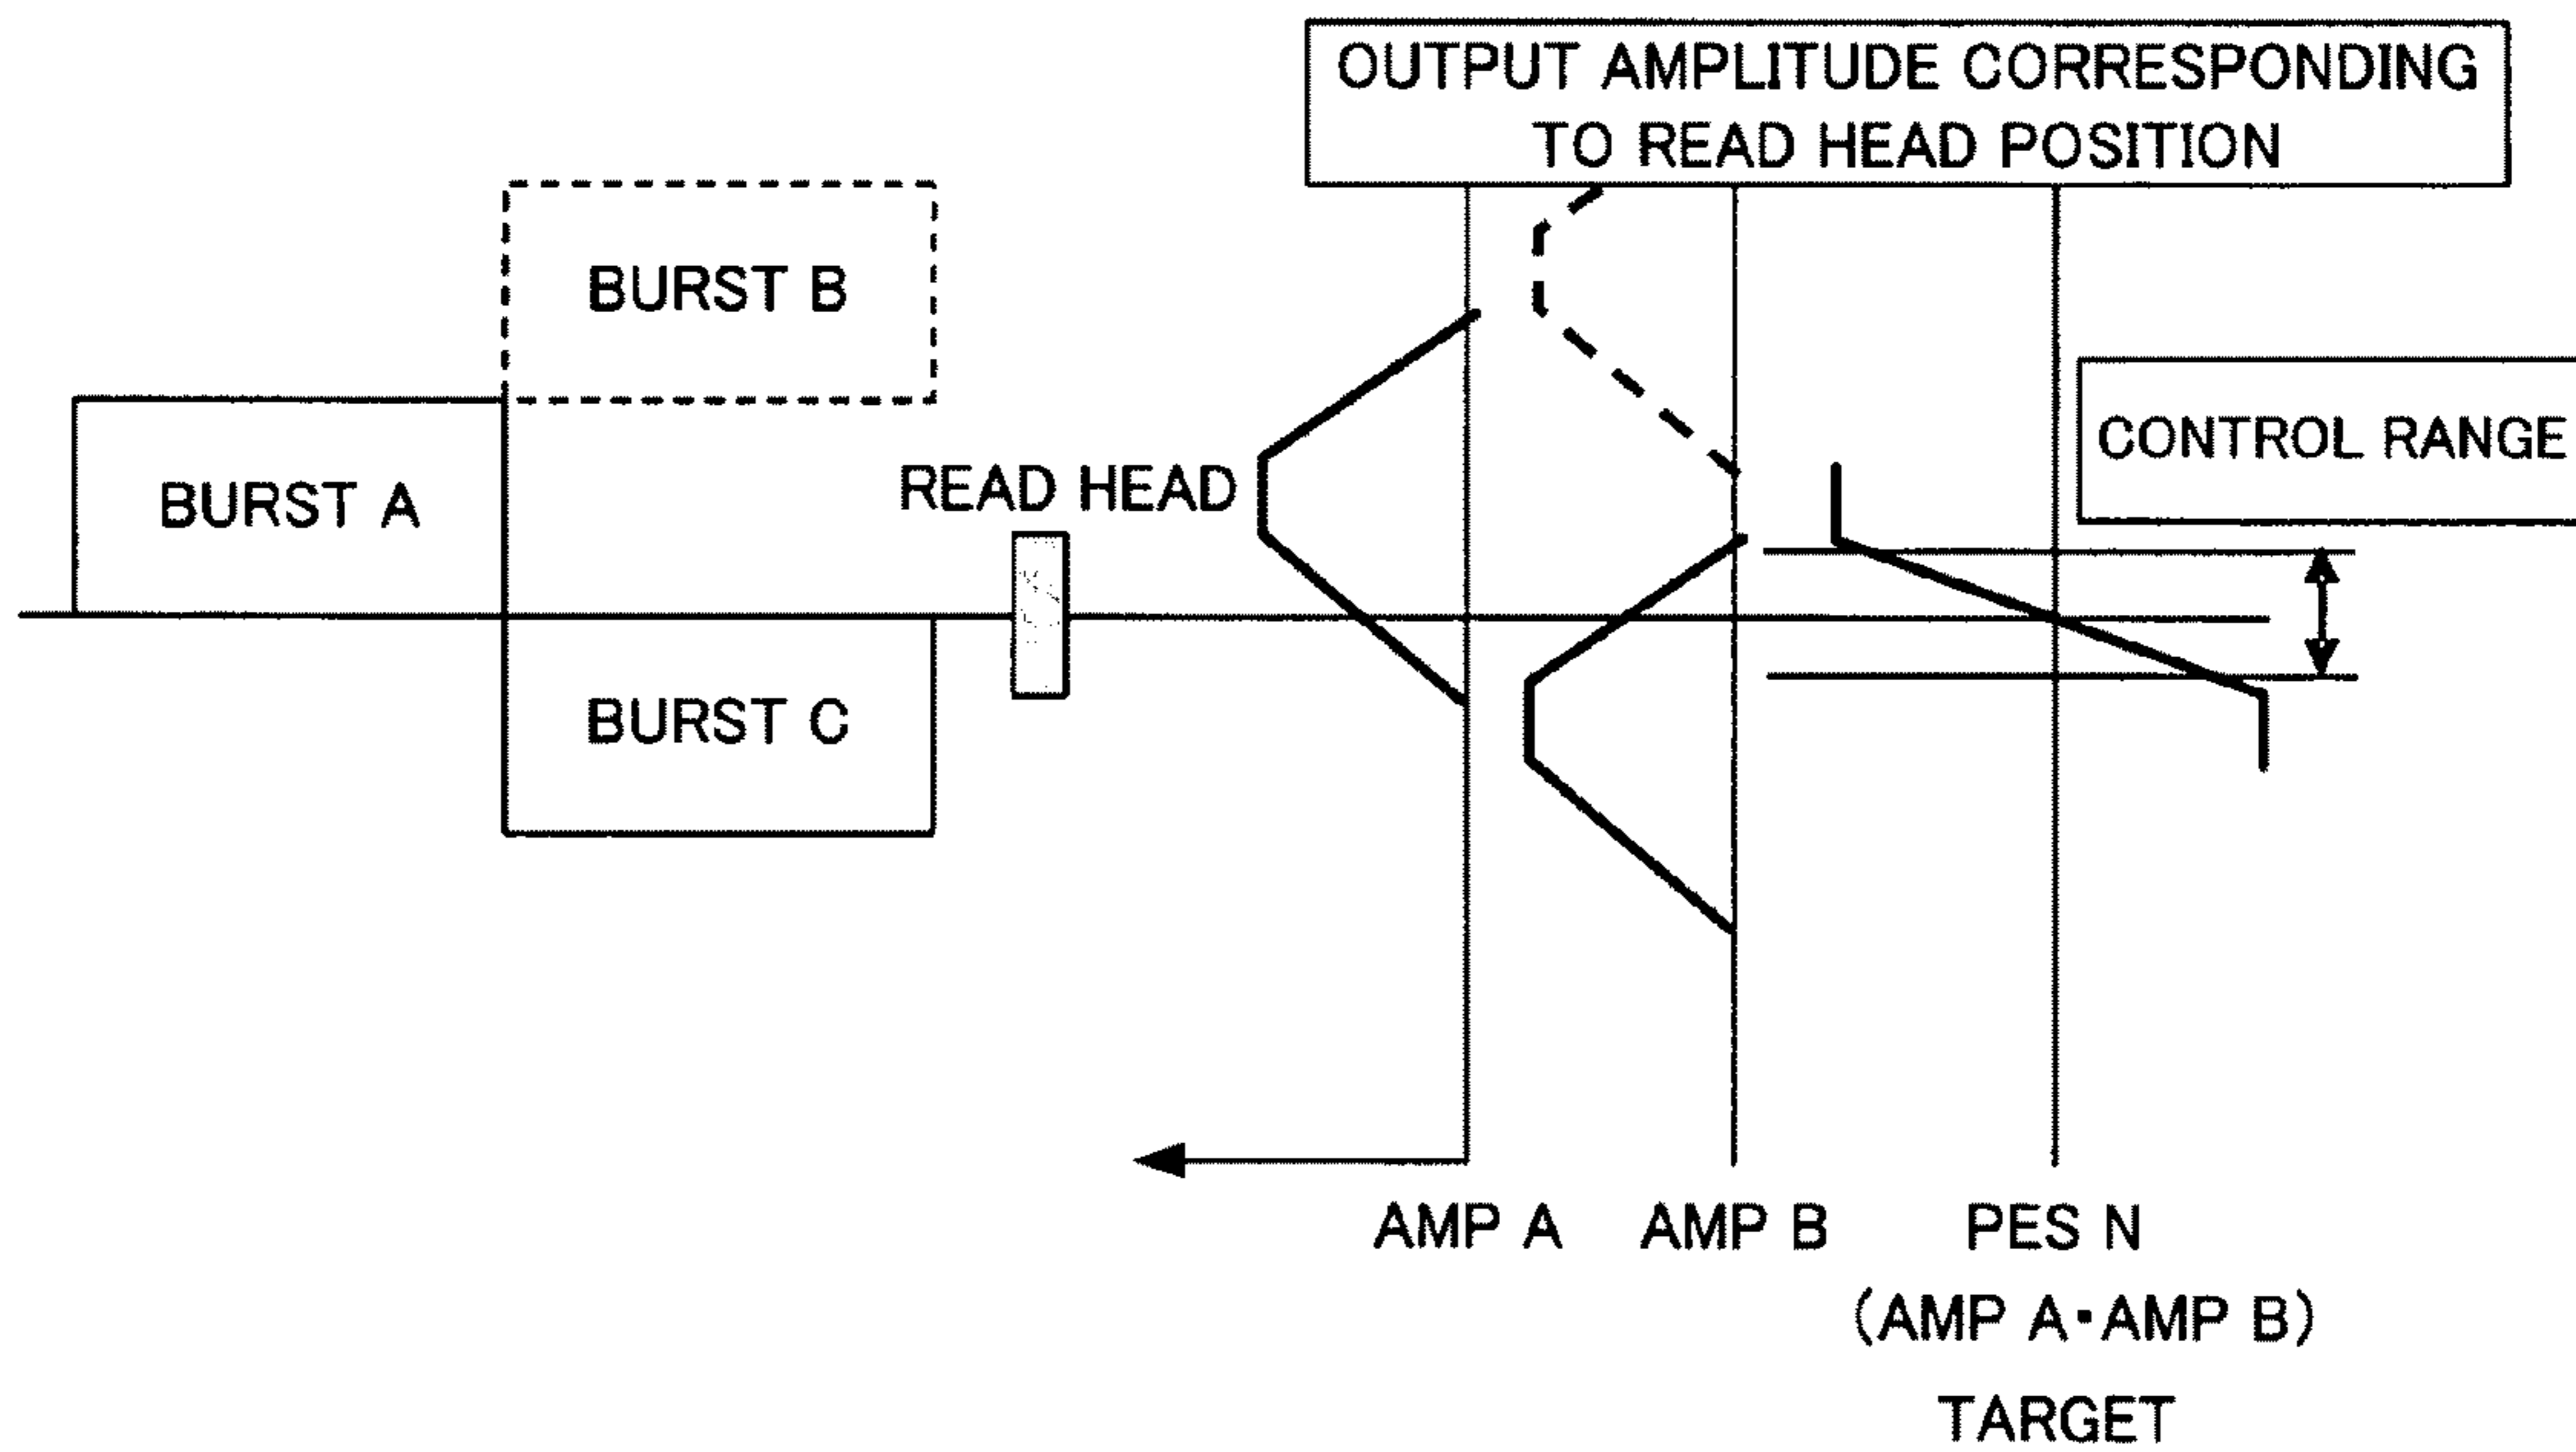 OUTPUT AMPLITUDE CORRESPONDING
TO READ HEAD POSITION
BURST B
CONTROL RANGE
READ HEAD
BURST A
BURST C
AMP A
AMP B
PES N
(AMP A・AMP B)
TARGET